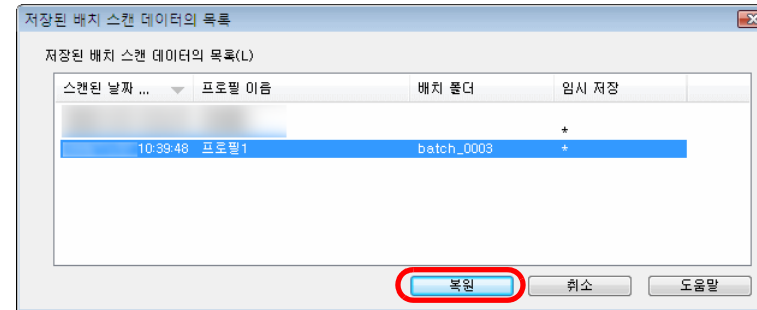 저장된 배치 스캔 데이터의 목록
저장된 배치 스캔 데이터의 목록(L)
스캔된 날짜 ... 프로필 이름 배치 폴더 임시 저장
*
10:39:48 프로필1 batch_0003 *
복원 취소 도움말